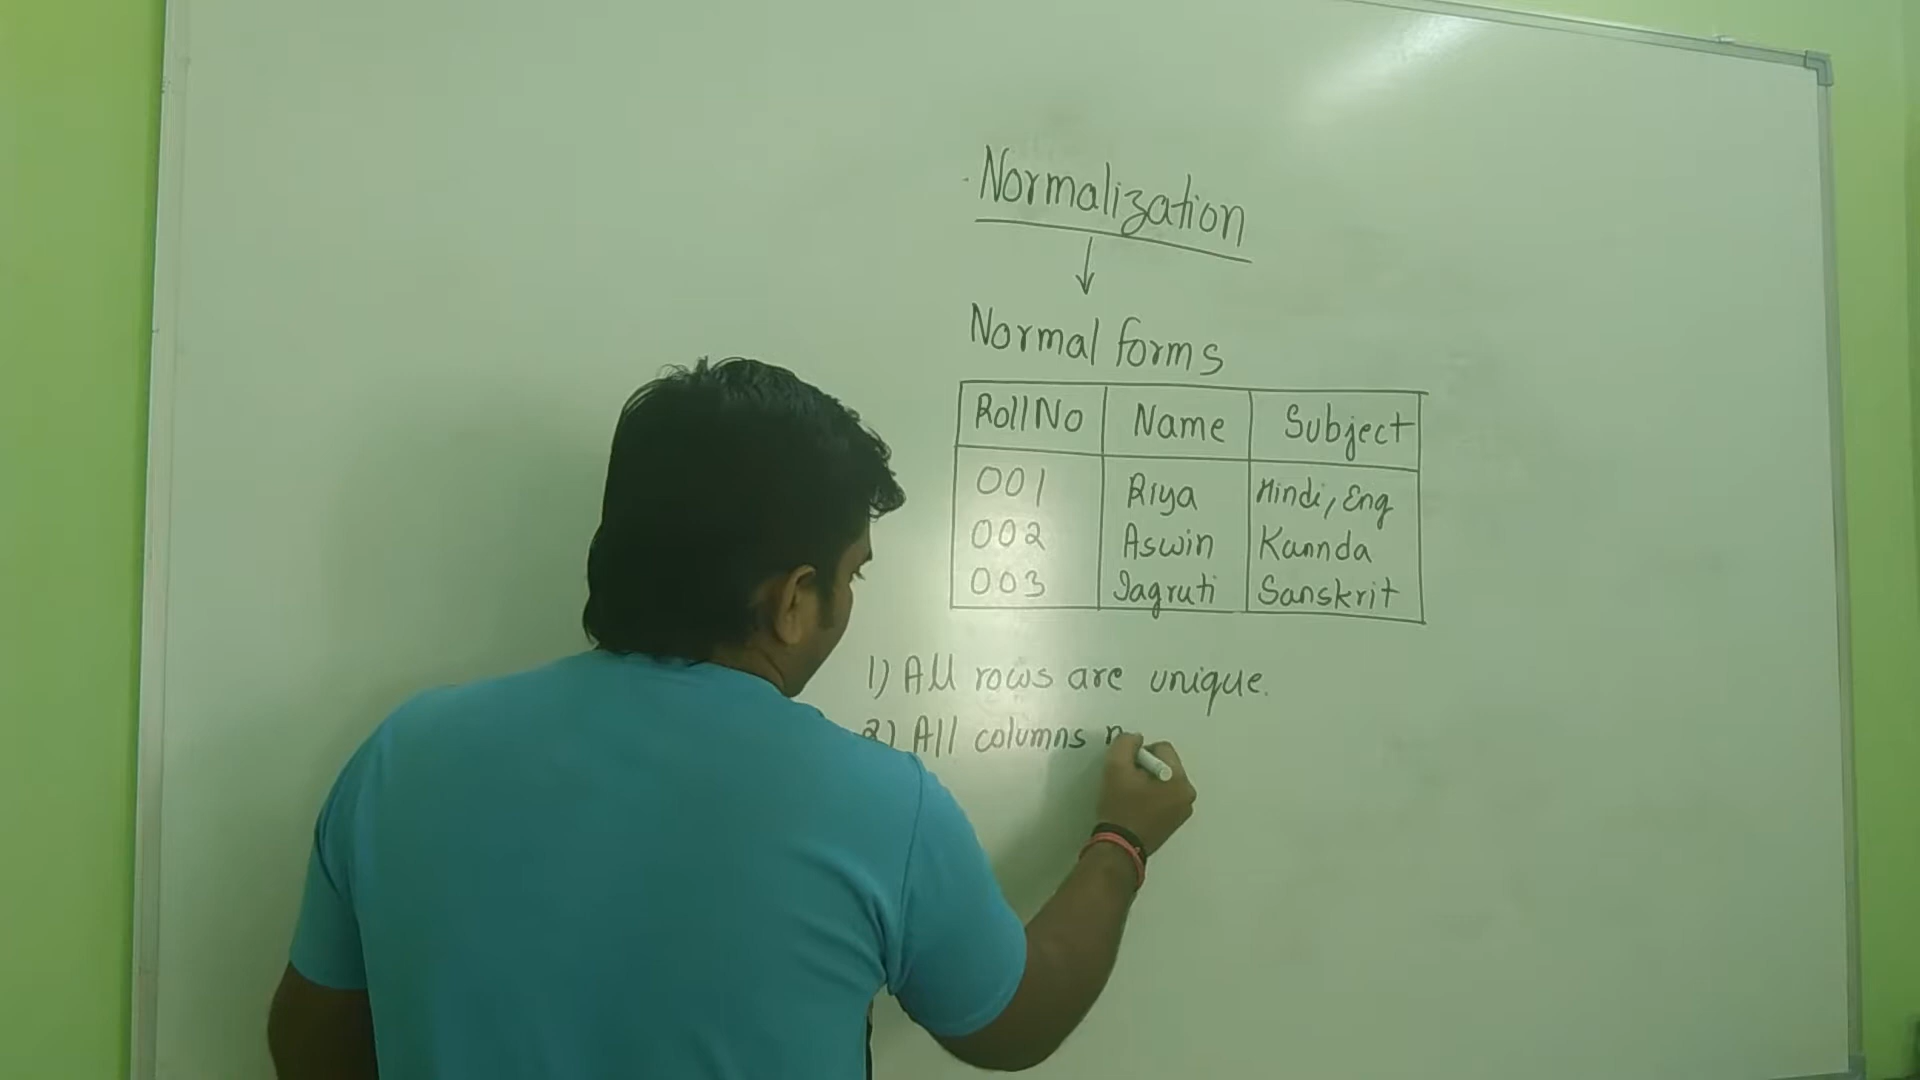 Normalization
Normal forms
RollNo Name Subject
001 Riya Hindi, Eng
002 Aswin Kannda
003 Jagruti Sanskrit
1) All rows are unique.
2) All columns